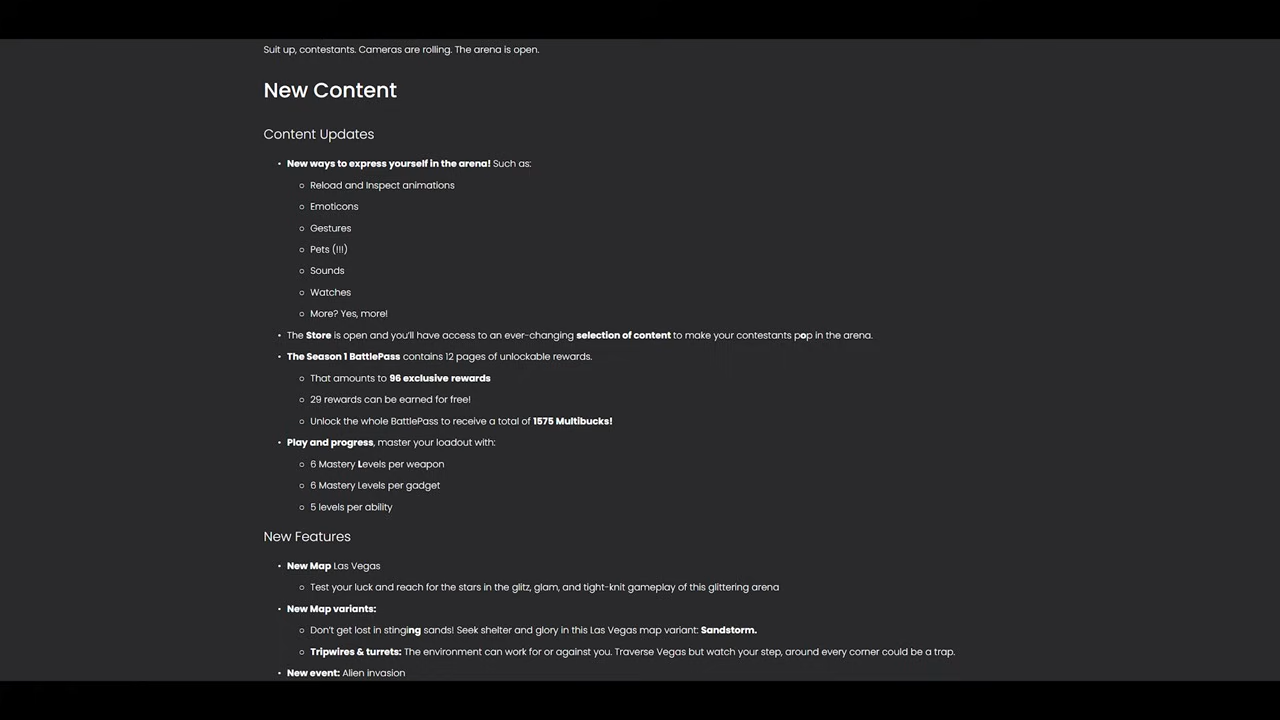 Suit up, contestants. Cameras are rolling. The arena is open.
New Content
Content Updates
• New ways to express yourself in the arena! Such as:
○ Reload and Inspect animations
○ Emoticons
○ Gestures
○ Pets (!!!)
○ Sounds
○ Watches
○ More? Yes, more!
• The Store is open and you'll have access to an ever-changing selection of content to make your contestants pop in the arena.
• The Season 1 BattlePass contains 12 pages of unlockable rewards.
○ That amounts to 96 exclusive rewards
○ 29 rewards can be earned for free!
○ Unlock the whole BattlePass to receive a total of 1575 Multibucks!
• Play and progress, master your loadout with:
○ 6 Mastery Levels per weapon
○ 6 Mastery Levels per gadget
○ 5 levels per ability
New Features
• New Map Las Vegas
○ Test your luck and reach for the stars in the glitz, glam, and tight-knit gameplay of this glittering arena
• New Map variants:
○ Don't get lost in stinging sands! Seek shelter and glory in this Las Vegas map variant: Sandstorm.
○ Tripwires & turrets: The environment can work for or against you. Traverse Vegas but watch your step, around every corner could be a trap.
• New event: Alien invasion